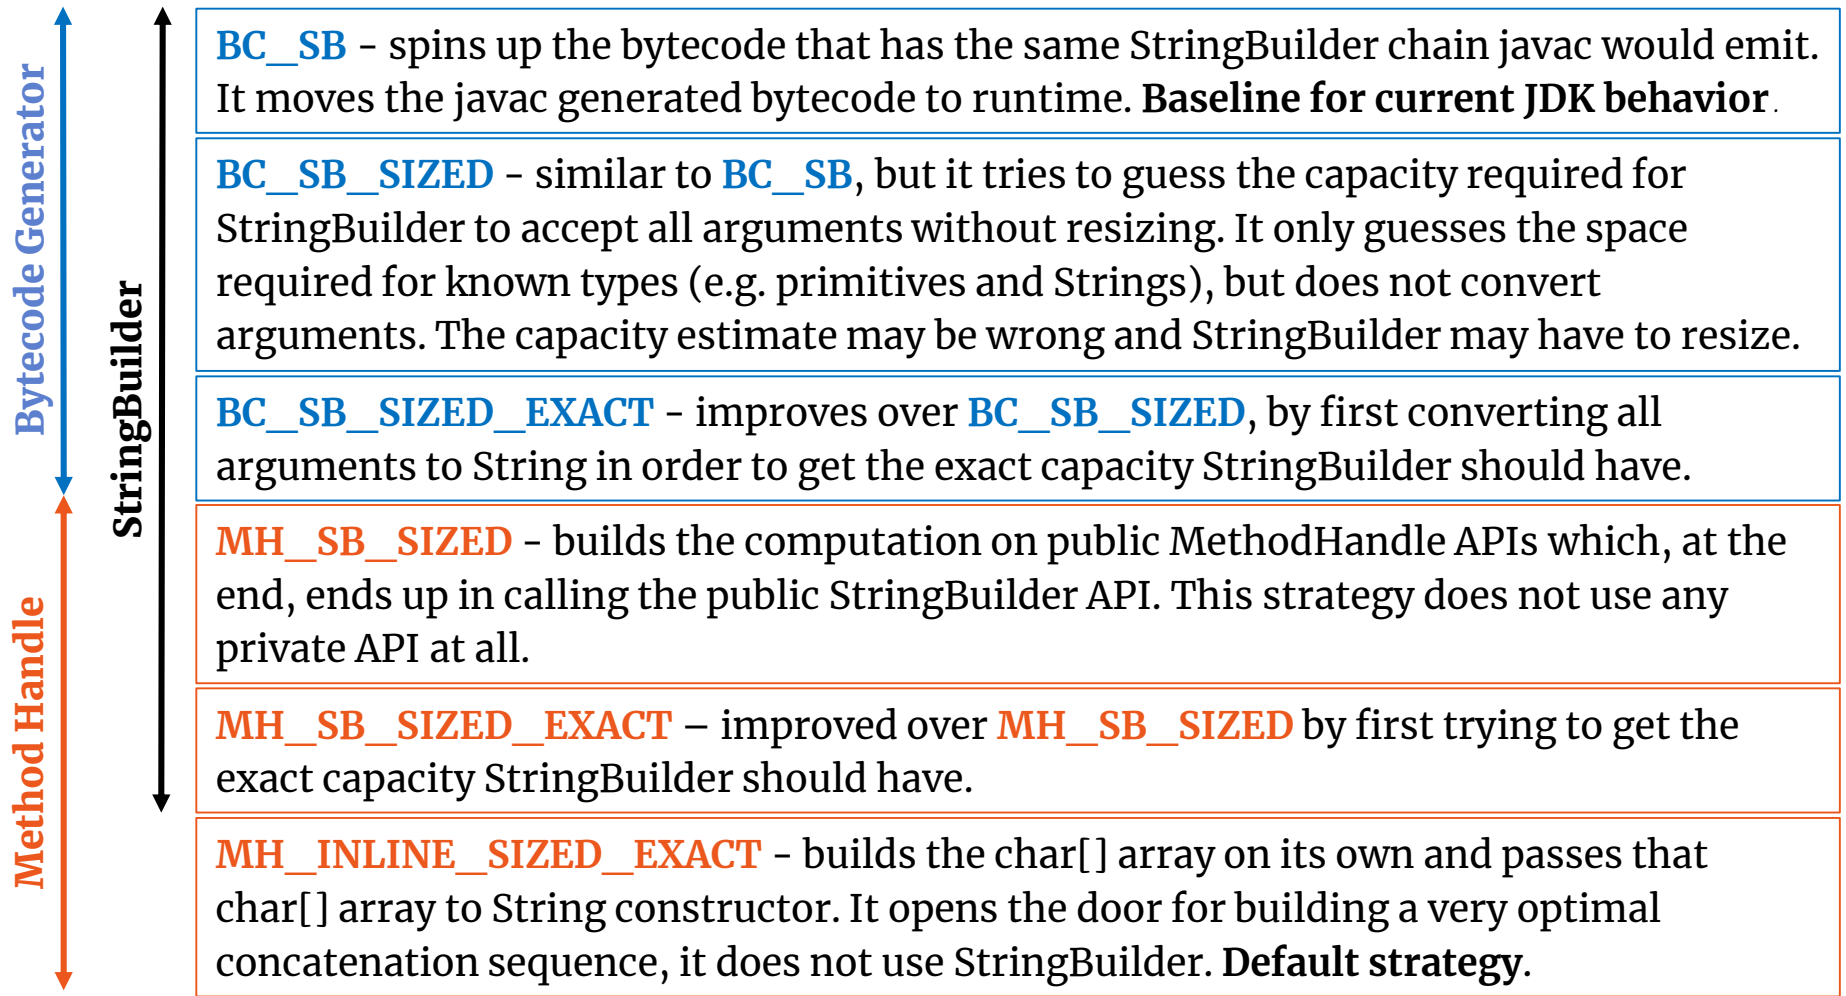 Bytecode Generator
Method Handle
StringBuilder
BC_SB - spins up the bytecode that has the same StringBuilder chain javac would emit.
It moves the javac generated bytecode to runtime. Baseline for current JDK behavior.
BC_SB_SIZED - similar to BC_SB, but it tries to guess the capacity required for
StringBuilder to accept all arguments without resizing. It only guesses the space
required for known types (e.g. primitives and Strings), but does not convert
arguments. The capacity estimate may be wrong and StringBuilder may have to resize.
BC_SB_SIZED_EXACT - improves over BC_SB_SIZED, by first converting all
arguments to String in order to get the exact capacity StringBuilder should have.
MH_SB_SIZED - builds the computation on public MethodHandle APIs which, at the
end, ends up in calling the public StringBuilder API. This strategy does not use any
private API at all.
MH_SB_SIZED_EXACT – improved over MH_SB_SIZED by first trying to get the
exact capacity StringBuilder should have.
MH_INLINE_SIZED_EXACT - builds the char[] array on its own and passes that
char[] array to String constructor. It opens the door for building a very optimal
concatenation sequence, it does not use StringBuilder. Default strategy.